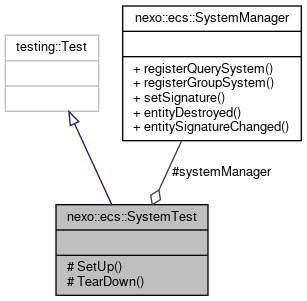 nexo::ecs::SystemManager
+ registerQuerySystem()
+ registerGroupSystem()
+ setSignature()
+ entityDestroyed()
+ entitySignatureChanged()
testing::Test
#systemManager
nexo::ecs::SystemTest
# SetUp()
# TearDown()